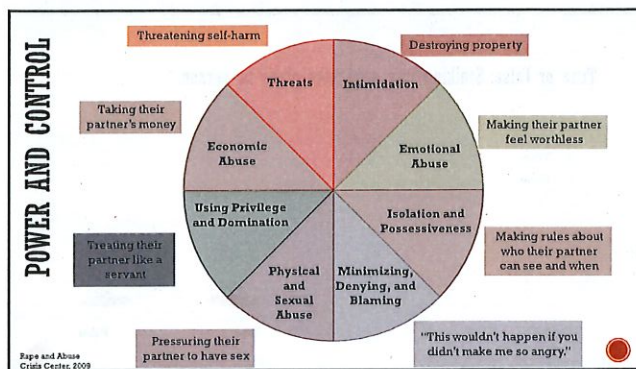 POWER AND CONTROL
Threatening self-harm
Destroying property
Taking their
partner's money
Making their partner
feel worthless
Treating their
partner like a
servant
Making rules about
who their partner
can see and when
Pressuring their
partner to have sex
"This wouldn't happen if you
didn't make me so angry."
Threats
Intimidation
Economic
Abuse
Emotional
Abuse
Using Privilege
and Domination
Isolation and
Possessiveness
Physical
and
Sexual
Abuse
Minimizing,
Denying, and
Blaming
Rape and Abuse
Crisis Center, 2009